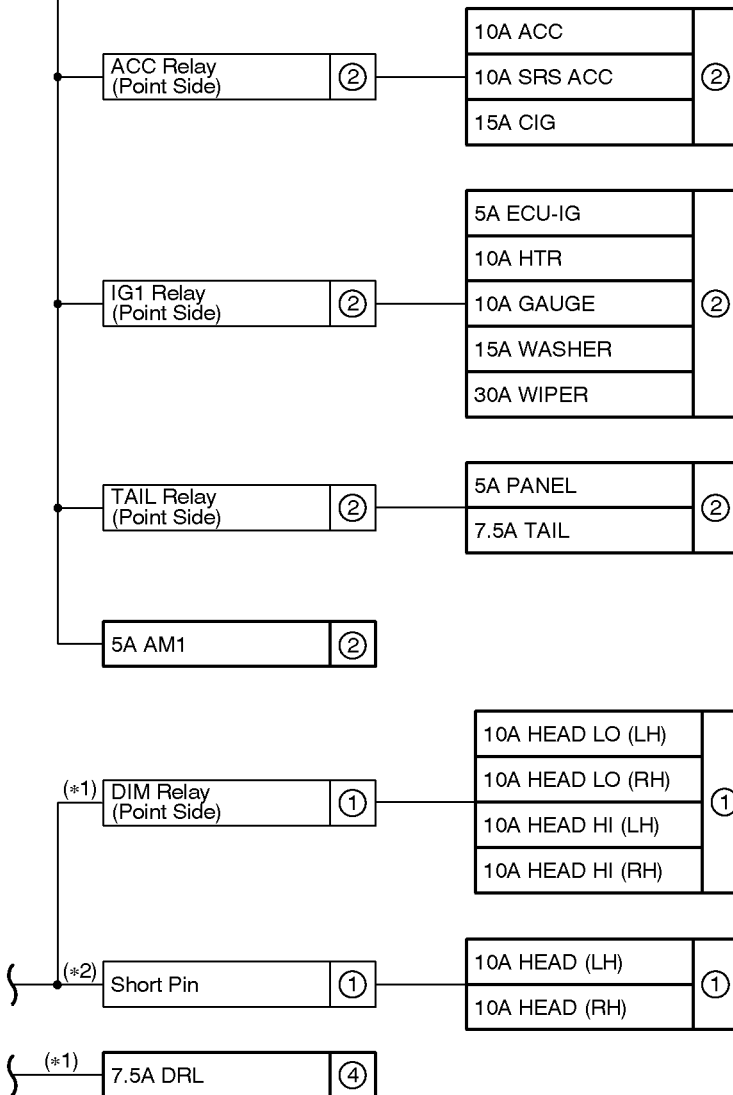 10A ACC
ACC Relay
(Point Side)
②
10A SRS ACC
②
15A CIG
5A ECU-IG
10A HTR
IG1 Relay
(Point Side)
②
10A GAUGE
②
15A WASHER
30A WIPER
TAIL Relay
(Point Side)
②
5A PANEL
7.5A TAIL
②
5A AM1
②
10A HEAD LO (LH)
(*1)
DIM Relay
(Point Side)
①
10A HEAD LO (RH)
①
10A HEAD HI (LH)
10A HEAD HI (RH)
(*2)
Short Pin
①
10A HEAD (LH)
①
10A HEAD (RH)
(*1)
7.5A DRL
④